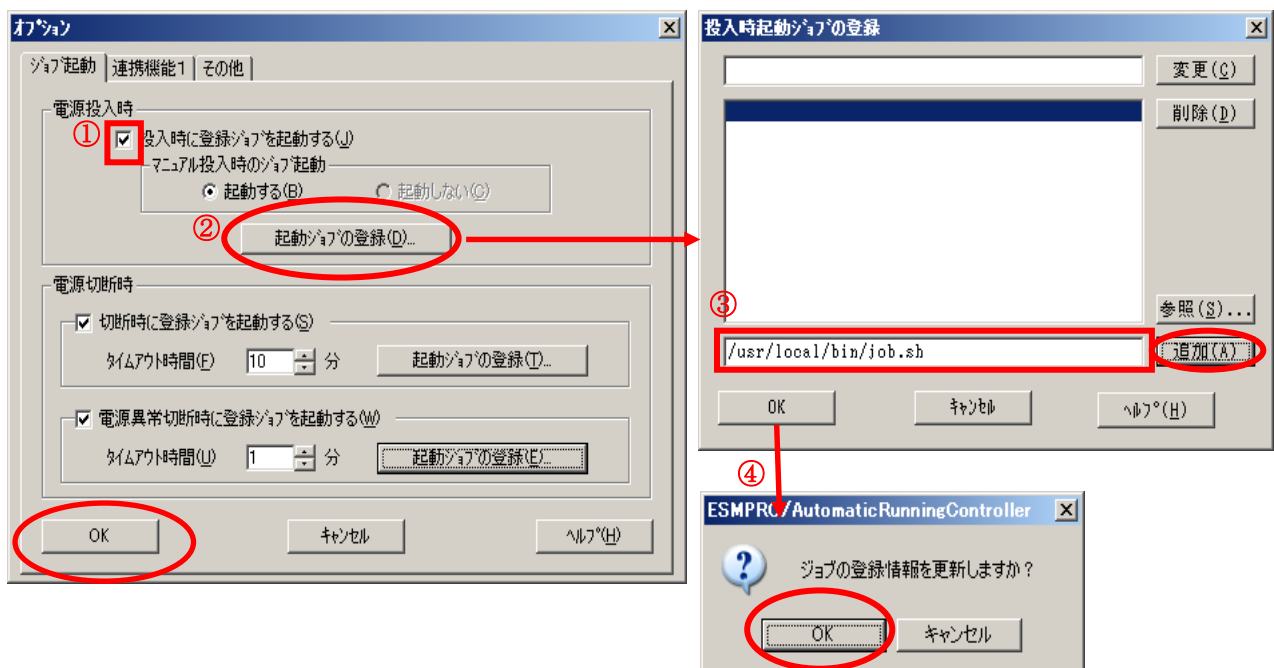 オプション
ジョブ起動 連携機能1 その他
電源投入時
① 投入時に登録ジョブを起動する(J)
マニュアル投入時のジョブ起動
起動する(B) 起動しない(C)
② 起動ジョブの登録(D)...
電源切断時
切断時に登録ジョブを起動する(S)
タイムアウト時間(F) 10 分 起動ジョブの登録(T)...
電源異常切断時に登録ジョブを起動する(W)
タイムアウト時間(U) 1 分 起動ジョブの登録(E)...
OK キャンセル ヘルプ(H)
投入時起動ジョブの登録
変更(C)
削除(D)
③
参照(S)...
/usr/local/bin/job.sh 追加(A)
OK キャンセル ヘルプ(H)
④
ESMPRO/AutomaticRunningController
ジョブの登録情報を更新しますか？
OK キャンセル